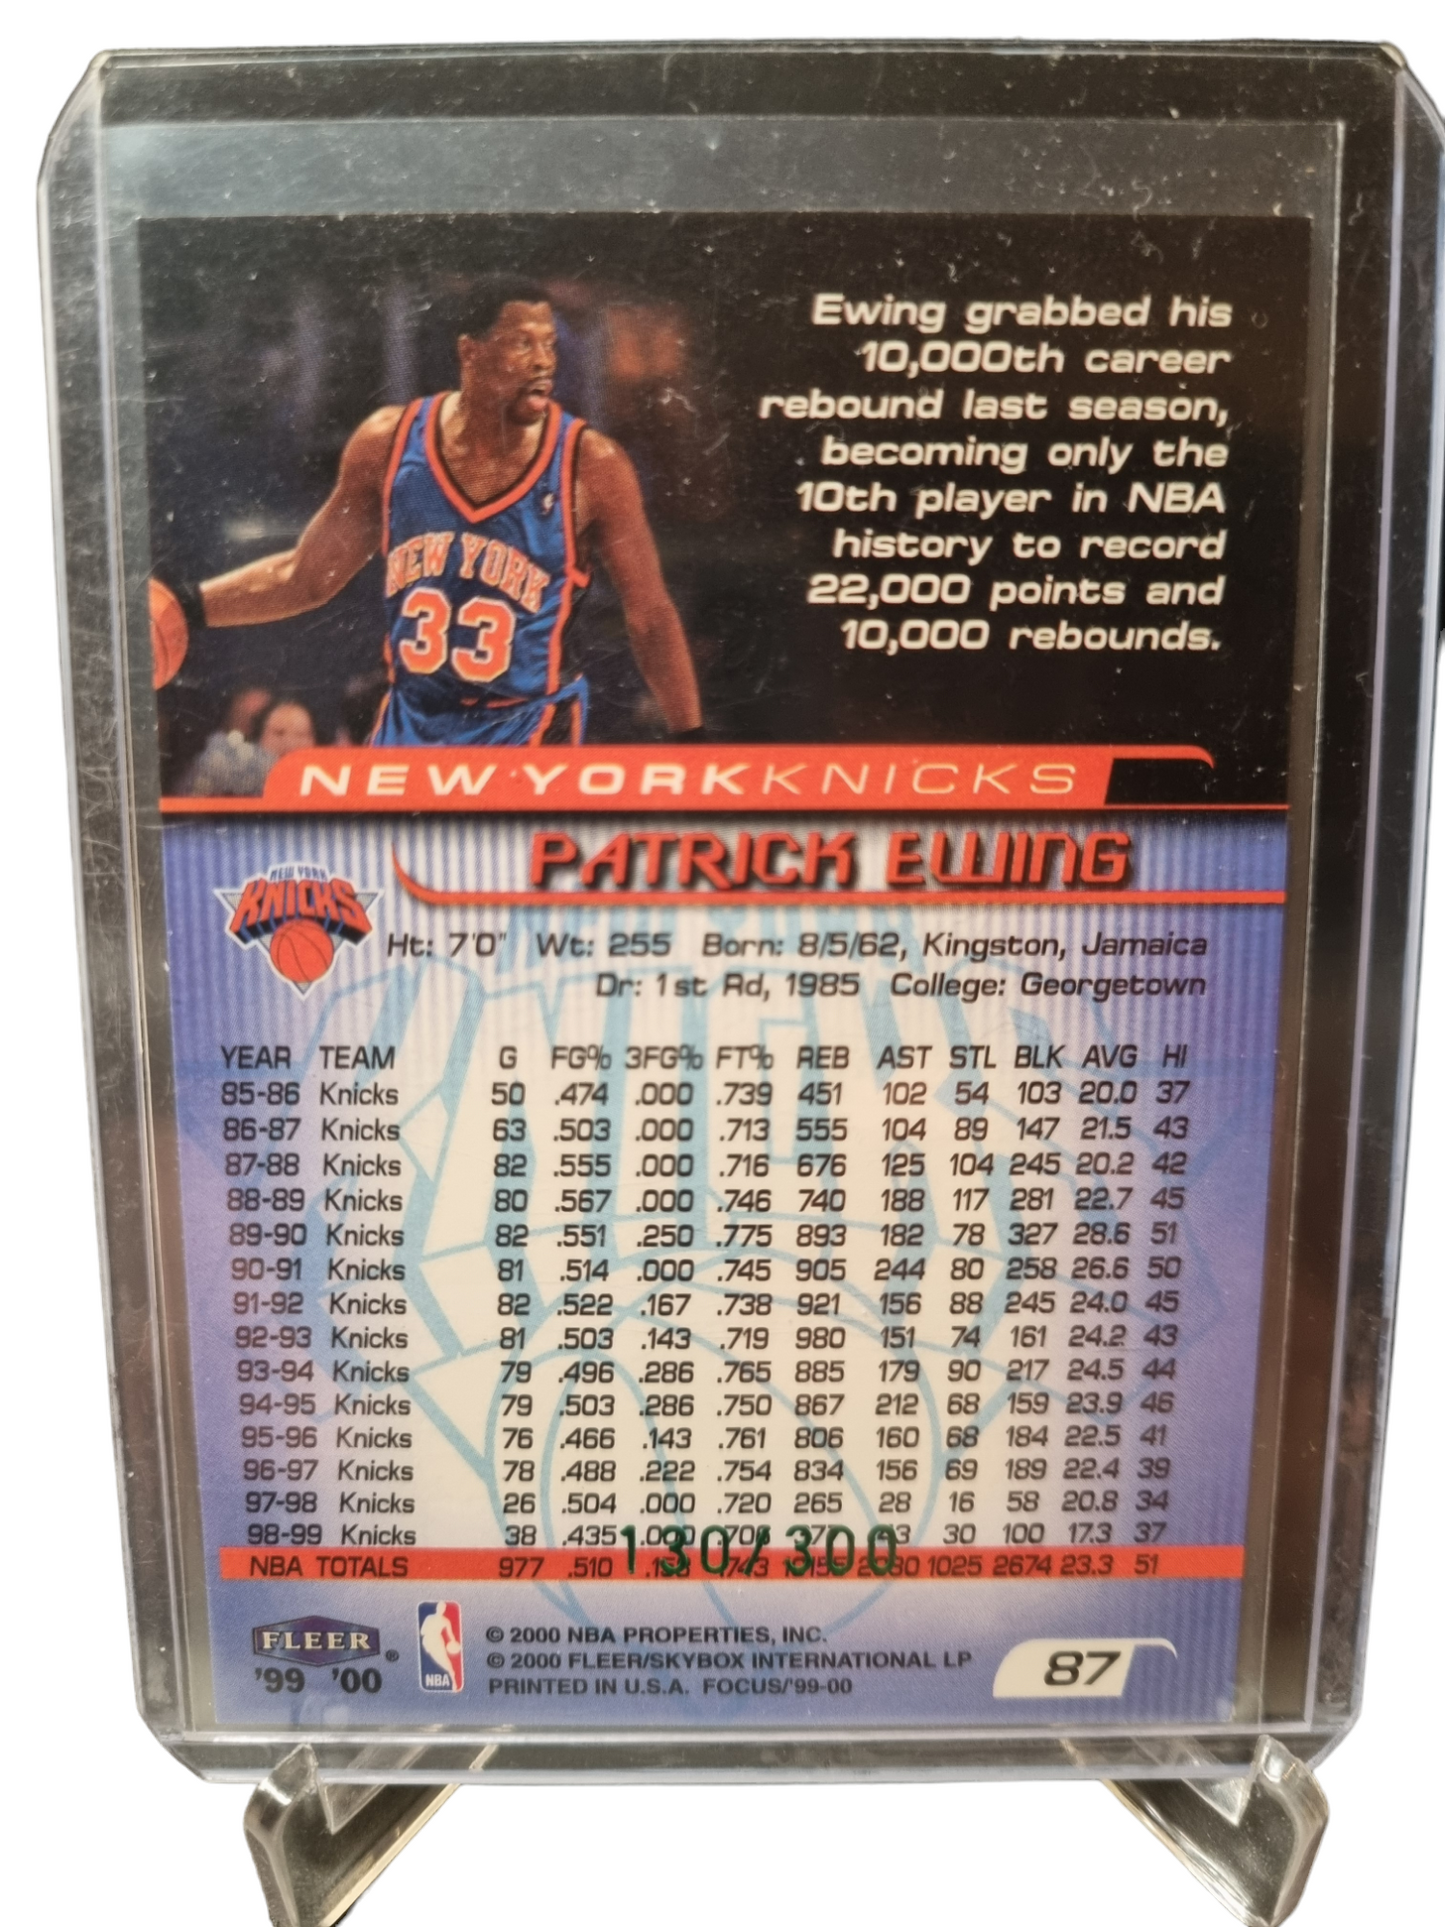 Ewing grabbed his
10,000th career
rebound last season,
becoming only the
10th player in NBA
history to record
22,000 points and
10,000 rebounds.
NEW YORK
33
NEW YORK KNICKS
PATRICK EWING
NEW YORK
KNICKS
Ht: 7'0" Wt: 255 Born: 8/5/62, Kingston, Jamaica
Dr: 1st Rd, 1985 College: Georgetown
YEAR TEAM G FG% 3FG% FT% REB AST STL BLK AVG HI
85-86 Knicks 50 .474 .000 .739 451 102 54 103 20.0 37
86-87 Knicks 63 .503 .000 .713 555 104 89 147 21.5 43
87-88 Knicks 82 .555 .000 .716 676 125 104 245 20.2 42
88-89 Knicks 80 .567 .000 .746 740 188 117 281 22.7 45
89-90 Knicks 82 .551 .250 .775 893 182 78 327 28.6 51
90-91 Knicks 81 .514 .000 .745 905 244 80 258 26.6 50
91-92 Knicks 82 .522 .167 .738 921 156 88 245 24.0 45
92-93 Knicks 81 .503 .143 .719 980 151 74 161 24.2 43
93-94 Knicks 79 .496 .286 .765 885 179 90 217 24.5 44
94-95 Knicks 79 .503 .286 .750 867 212 68 159 23.9 46
95-96 Knicks 76 .466 .143 .761 806 160 68 184 22.5 41
96-97 Knicks 78 .488 .222 .754 834 156 69 189 22.4 39
97-98 Knicks 26 .504 .000 .720 265 28 16 58 20.8 34
98-99 Knicks 38 .435 .000 .706 30 100 17.3 37
130/300
NBA TOTALS 977 .510 .743 1025 2674 23.3 51
FLEER
'99 '00
NBA
© 2000 NBA PROPERTIES, INC.
© 2000 FLEER/SKYBOX INTERNATIONAL LP
PRINTED IN U.S.A. FOCUS/'99-00
87